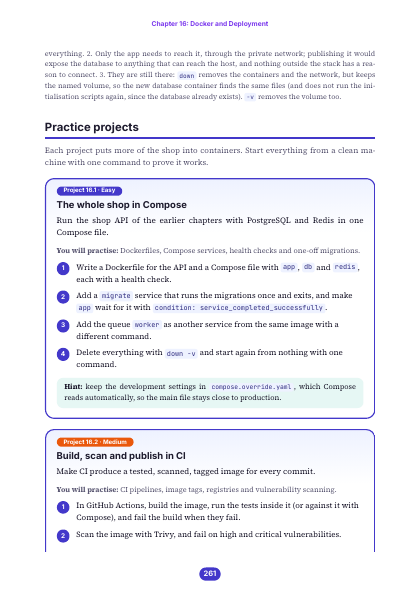 Chapter 16: Docker and Deployment
everything. 2. Only the app needs to reach it, through the private network; publishing it would
expose the database to anything that can reach the host, and nothing outside the stack has a rea-
son to connect. 3. They are still there: down removes the containers and the network, but keeps
the named volume, so the new database container finds the same files (and does not run the ini-
tialisation scripts again, since the database already exists). -v removes the volume too.
Practice projects
Each project puts more of the shop into containers. Start everything from a clean ma-
chine with one command to prove it works.
Project 16.1 · Easy
The whole shop in Compose
Run the shop API of the earlier chapters with PostgreSQL and Redis in one
Compose file.
You will practise: Dockerfiles, Compose services, health checks and one-off migrations.
1 Write a Dockerfile for the API and a Compose file with app, db and redis,
each with a health check.
2 Add a migrate service that runs the migrations once and exits, and make
app wait for it with condition: service_completed_successfully.
3 Add the queue worker as another service from the same image with a
different command.
4 Delete everything with down -v and start again from nothing with one
command.
Hint: keep the development settings in compose.override.yaml, which Compose
reads automatically, so the main file stays close to production.
Project 16.2 · Medium
Build, scan and publish in CI
Make CI produce a tested, scanned, tagged image for every commit.
You will practise: CI pipelines, image tags, registries and vulnerability scanning.
1 In GitHub Actions, build the image, run the tests inside it (or against it with
Compose), and fail the build when they fail.
2 Scan the image with Trivy, and fail on high and critical vulnerabilities.
261